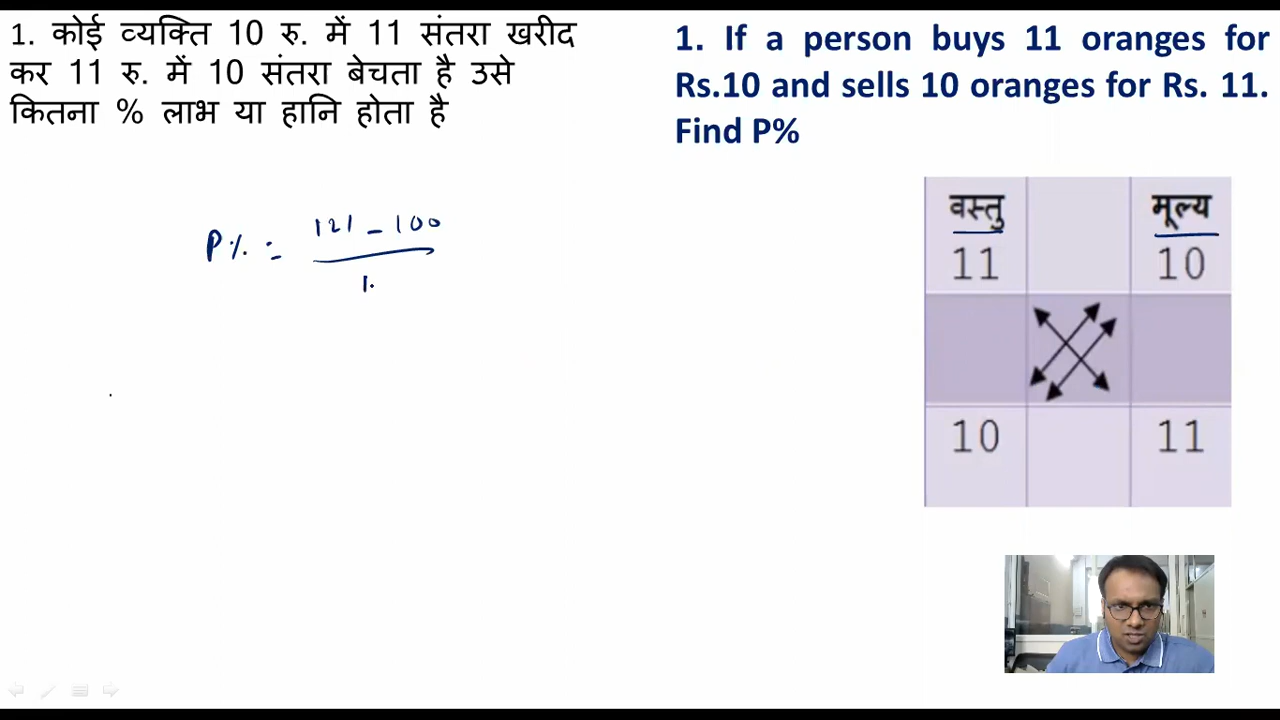 1. कोई व्यक्ति 10 रु. में 11 संतरा खरीद
कर 11 रु. में 10 संतरा बेचता है उसे
कितना % लाभ या हानि होता है
1. If a person buys 11 oranges for
Rs.10 and sells 10 oranges for Rs. 11.
Find P%
P% = 121 - 100
1.
वस्तु मूल्य
11 10
10 11